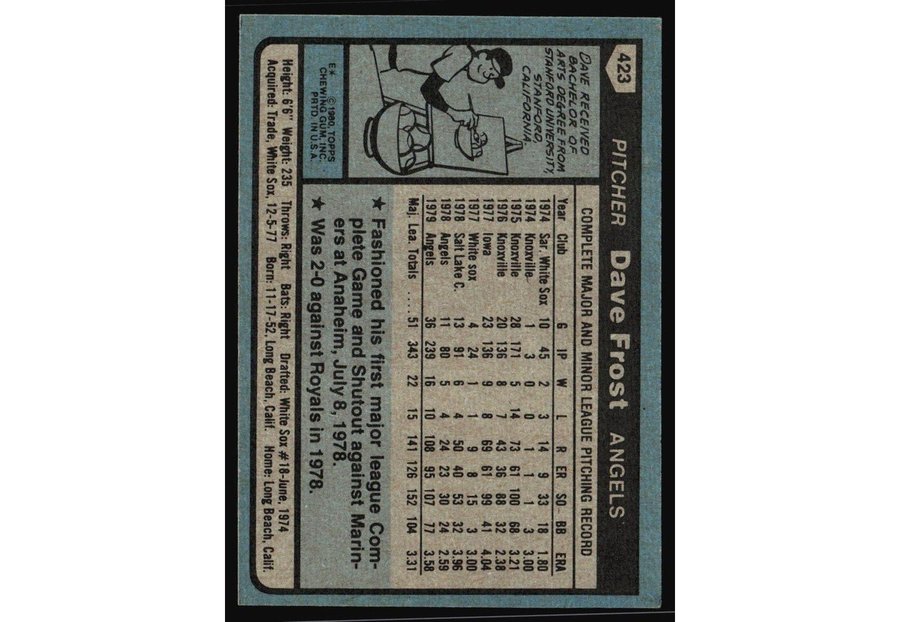 423
PITCHER Dave Frost ANGELS
DAVE RECEIVED
BACHELOR OF
ARTS DEGREE FROM
STANFORD UNIVERSITY,
STANFORD,
CALIFORNIA.
E* ©1980, TOPPS
CHEWING GUM, INC.
PRTD. IN U.S.A.
COMPLETE MAJOR AND MINOR LEAGUE PITCHING RECORD
Year Club G IP W L R ER SO BB ERA
1974 Sar. White Sox 10 45 2 3 14 9 33 18 1.80
1974 Knoxville 1 3 0 0 1 1 1 3 3.00
1975 Knoxville 28 171 5 14 73 61 100 68 3.21
1976 Knoxville 20 136 8 7 43 36 88 32 2.38
1977 Iowa 23 136 9 8 69 61 99 41 4.04
1977 White sox 4 24 1 1 9 8 15 3 3.00
1978 Salt Lake C. 13 91 6 4 50 40 53 32 3.96
1978 Angels 11 80 5 4 24 23 30 24 2.59
1979 Angels 36 239 16 10 108 95 107 77 3.58
Maj. Lea. Totals .... 51 343 22 15 141 126 152 104 3.31
★ Fashioned his first major league Com-
plete Game and Shutout against Marin-
ers at Anaheim, July 8, 1978.
★ Was 2-0 against Royals in 1978.
Height: 6'6" Weight: 235 Throws: Right Bats: Right Drafted: White Sox #18-June, 1974
Acquired: Trade, White Sox, 12-5-77 Born: 11-17-52, Long Beach, Calif. Home: Long Beach, Calif.